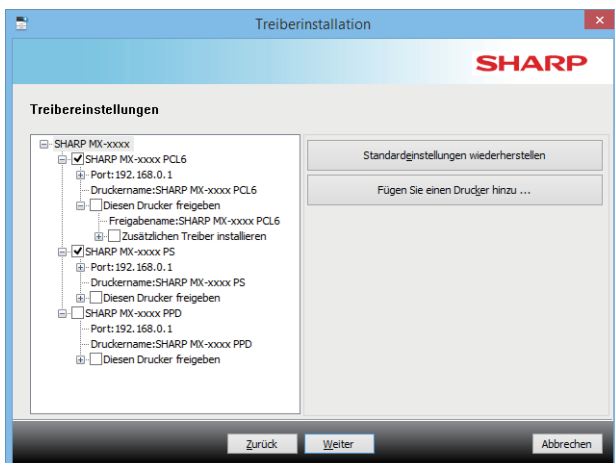 Treiberinstallation
SHARP
Treibereinstellungen
SHARP MX-xxxx
SHARP MX-xxxx PCL6
Port:192.168.0.1
Druckername:SHARP MX-xxxx PCL6
Diesen Drucker freigeben
Freigabename:SHARP MX-xxxx PCL6
Zusätzlichen Treiber installieren
SHARP MX-xxxx PS
Port:192.168.0.1
Druckername:SHARP MX-xxxx PS
Diesen Drucker freigeben
SHARP MX-xxxx PPD
Port:192.168.0.1
Druckername:SHARP MX-xxxx PPD
Diesen Drucker freigeben
Standardeinstellungen wiederherstellen
Fügen Sie einen Drucker hinzu ...
Zurück
Weiter
Abbrechen